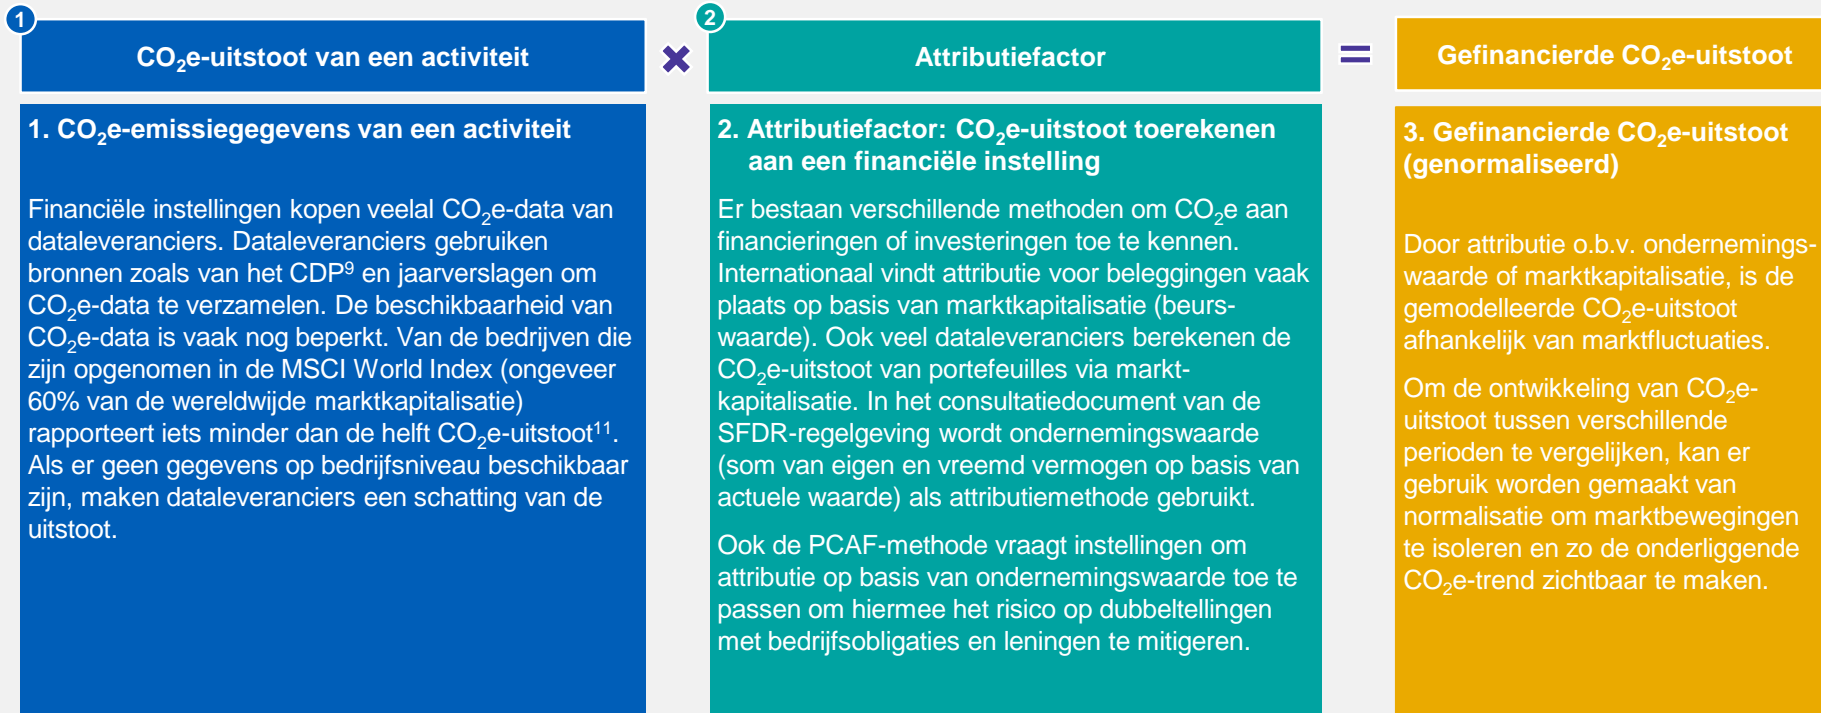 1
CO₂e-uitstoot van een activiteit
×
2
Attributiefactor
=
Gefinancierde CO₂e-uitstoot
1. CO₂e-emissiegegevens van een activiteit
Financiële instellingen kopen veelal CO₂e-data van
dataleveranciers. Dataleveranciers gebruiken
bronnen zoals van het CDP⁹ en jaarverslagen om
CO₂e-data te verzamelen. De beschikbaarheid van
CO₂e-data is vaak nog beperkt. Van de bedrijven die
zijn opgenomen in de MSCI World Index (ongeveer
60% van de wereldwijde marktkapitalisatie)
rapporteert iets minder dan de helft CO₂e-uitstoot¹¹.
Als er geen gegevens op bedrijfsniveau beschikbaar
zijn, maken dataleveranciers een schatting van de
uitstoot.
2. Attributiefactor: CO₂e-uitstoot toerekenen
aan een financiële instelling
Er bestaan verschillende methoden om CO₂e aan
financieringen of investeringen toe te kennen.
Internationaal vindt attributie voor beleggingen vaak
plaats op basis van marktkapitalisatie (beurs-
waarde). Ook veel dataleveranciers berekenen de
CO₂e-uitstoot van portefeuilles via markt-
kapitalisatie. In het consultatiedocument van de
SFDR-regelgeving wordt ondernemingswaarde
(som van eigen en vreemd vermogen op basis van
actuele waarde) als attributiemethode gebruikt.
Ook de PCAF-methode vraagt instellingen om
attributie op basis van ondernemingswaarde toe te
passen om hiermee het risico op dubbeltellingen
met bedrijfsobligaties en leningen te mitigeren.
3. Gefinancierde CO₂e-uitstoot
(genormaliseerd)
Door attributie o.b.v. ondernemings-
waarde of marktkapitalisatie, is de
gemodelleerde CO₂e-uitstoot
afhankelijk van marktfluctuaties.
Om de ontwikkeling van CO₂e-
uitstoot tussen verschillende
perioden te vergelijken, kan er
gebruik worden gemaakt van
normalisatie om marktbewegingen
te isoleren en zo de onderliggende
CO₂e-trend zichtbaar te maken.